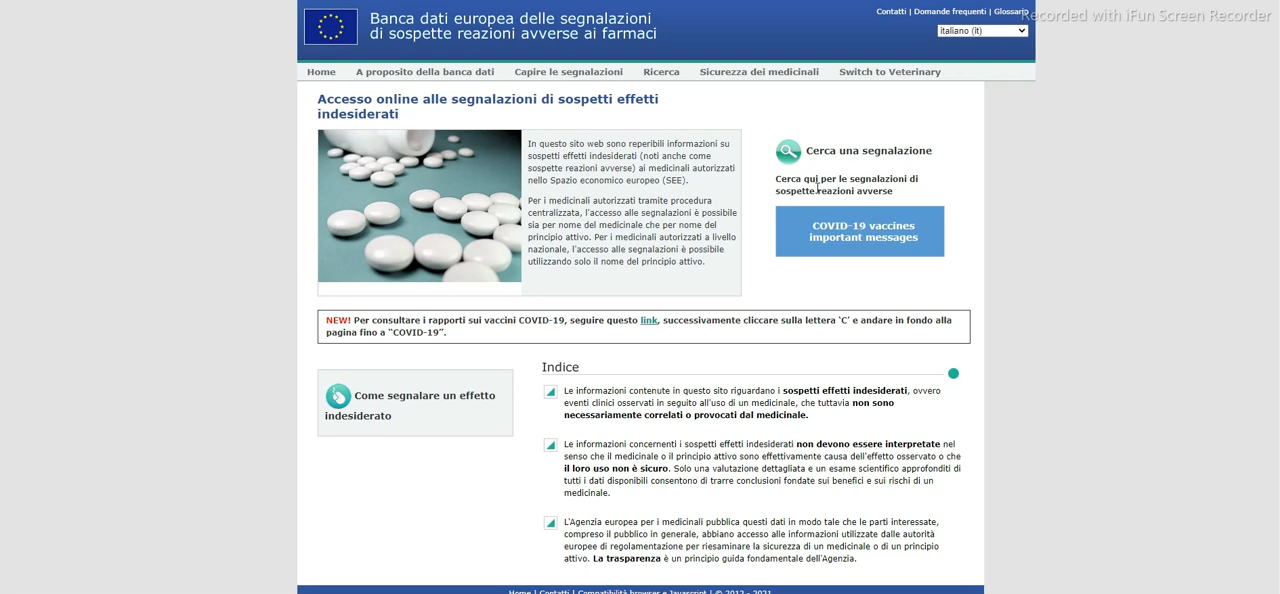 Contatti | Domande frequenti | Glossario
Recorded with iFun Screen Recorder
Banca dati europea delle segnalazioni
di sospette reazioni avverse ai farmaci
italiano (it)
Home A proposito della banca dati Capire le segnalazioni Ricerca Sicurezza dei medicinali Switch to Veterinary
Accesso online alle segnalazioni di sospetti effetti
indesiderati
In questo sito web sono reperibili informazioni su
sospetti effetti indesiderati (noti anche come
sospette reazioni avverse) ai medicinali autorizzati
nello Spazio economico europeo (SEE).
Per i medicinali autorizzati tramite procedura
centralizzata, l'accesso alle segnalazioni è possibile
sia per nome del medicinale che per nome del
principio attivo. Per i medicinali autorizzati a livello
nazionale, l'accesso alle segnalazioni è possibile
utilizzando solo il nome del principio attivo.
Cerca una segnalazione
Cerca qui per le segnalazioni di
sospette reazioni avverse
COVID-19 vaccines
important messages
NEW! Per consultare i rapporti sui vaccini COVID-19, seguire questo link, successivamente cliccare sulla lettera 'C' e andare in fondo alla
pagina fino a "COVID-19".
Come segnalare un effetto
indesiderato
Indice
Le informazioni contenute in questo sito riguardano i sospetti effetti indesiderati, ovvero
eventi clinici osservati in seguito all'uso di un medicinale, che tuttavia non sono
necessariamente correlati o provocati dal medicinale.
Le informazioni concernenti i sospetti effetti indesiderati non devono essere interpretate nel
senso che il medicinale o il principio attivo sono effettivamente causa dell'effetto osservato o che
il loro uso non è sicuro. Solo una valutazione dettagliata e un esame scientifico approfonditi di
tutti i dati disponibili consentono di trarre conclusioni fondate sui benefici e sui rischi di un
medicinale.
L'Agenzia europea per i medicinali pubblica questi dati in modo tale che le parti interessate,
compreso il pubblico in generale, abbiano accesso alle informazioni utilizzate dalle autorità
europee di regolamentazione per riesaminare la sicurezza di un medicinale o di un principio
attivo. La trasparenza è un principio guida fondamentale dell'Agenzia.
Home | Contatti | Compatibilità browser e Javascript | © 2012 - 2021